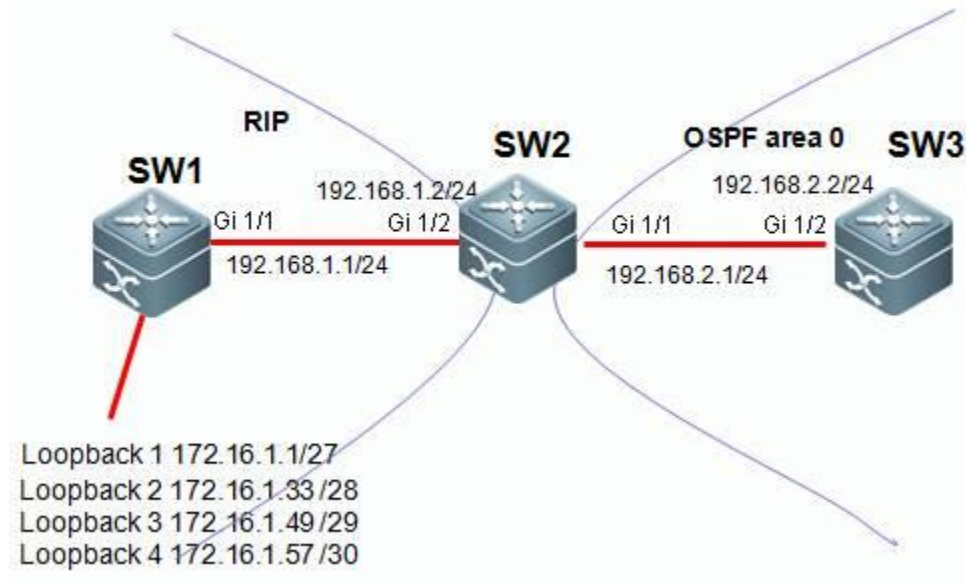 RIP
OSPF area 0
SW1
SW2
SW3
192.168.1.2/24
192.168.2.2/24
Gi 1/1
Gi 1/2
Gi 1/1
Gi 1/2
192.168.1.1/24
192.168.2.1/24
Loopback 1 172.16.1.1/27
Loopback 2 172.16.1.33 /28
Loopback 3 172.16.1.49 /29
Loopback 4 172.16.1.57 /30